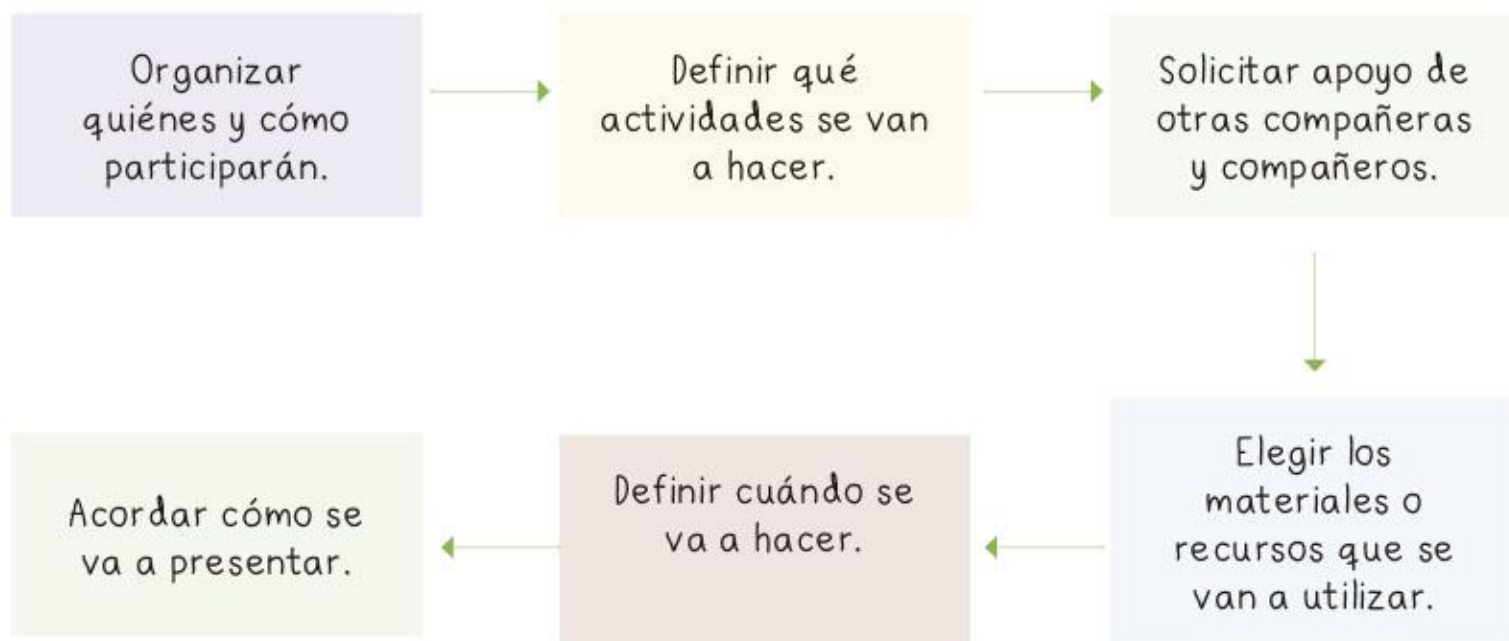 Organizar
quiénes y cómo
participarán.
Definir qué
actividades se van
a hacer.
Solicitar apoyo de
otras compañeras
y compañeros.
Elegir los
materiales o
recursos que se
van a utilizar.
Definir cuándo se
va a hacer.
Acordar cómo se
va a presentar.